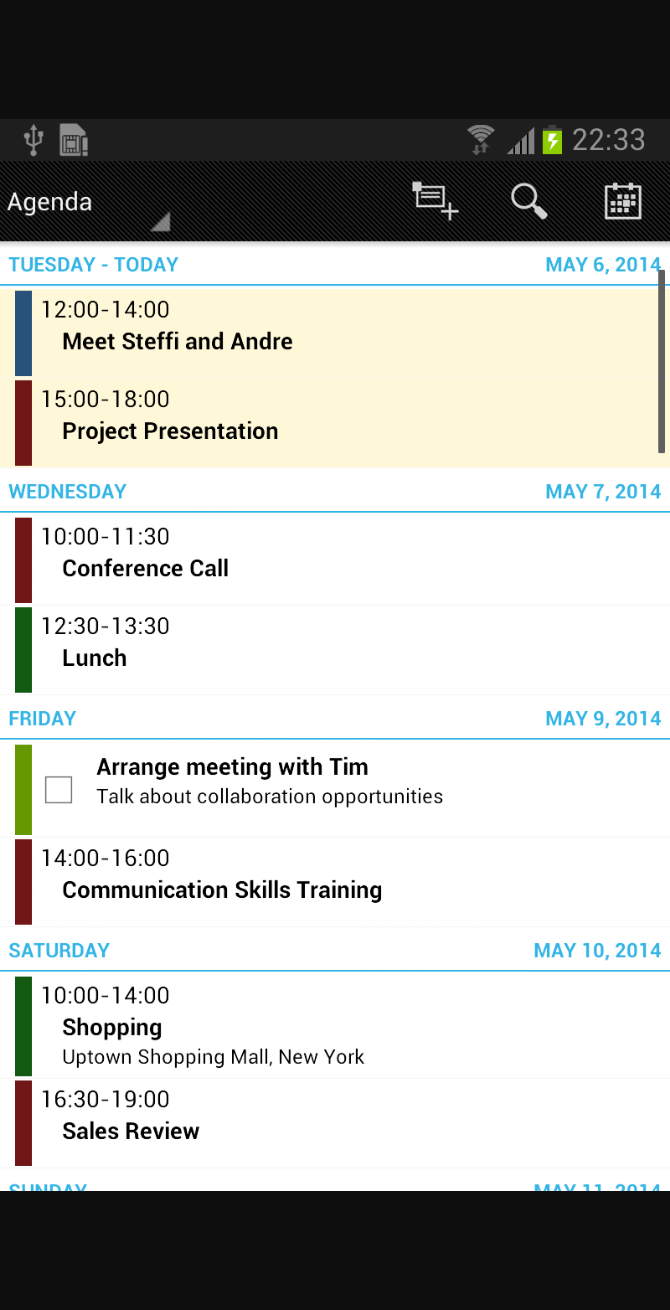 22:33
Agenda
TUESDAY - TODAY MAY 6, 2014
12:00-14:00
Meet Steffi and Andre
15:00-18:00
Project Presentation
WEDNESDAY MAY 7, 2014
10:00-11:30
Conference Call
12:30-13:30
Lunch
FRIDAY MAY 9, 2014
Arrange meeting with Tim
Talk about collaboration opportunities
14:00-16:00
Communication Skills Training
SATURDAY MAY 10, 2014
10:00-14:00
Shopping
Uptown Shopping Mall, New York
16:30-19:00
Sales Review
SUNDAY MAY 11, 2014